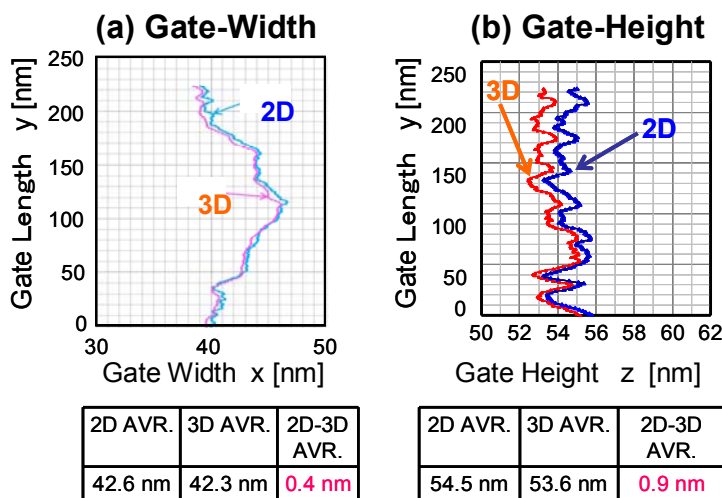 (a) Gate-Width
250
200
150
100
50
0
Gate Length y [nm]
2D
3D
30 40 50
Gate Width x [nm]
2D AVR. 3D AVR. 2D-3D
AVR.
42.6 nm 42.3 nm 0.4 nm
(b) Gate-Height
250
200
150
100
50
0
Gate Length y [nm]
3D
2D
50 52 54 56 58 60 62
Gate Height z [nm]
2D AVR. 3D AVR. 2D-3D
AVR.
54.5 nm 53.6 nm 0.9 nm